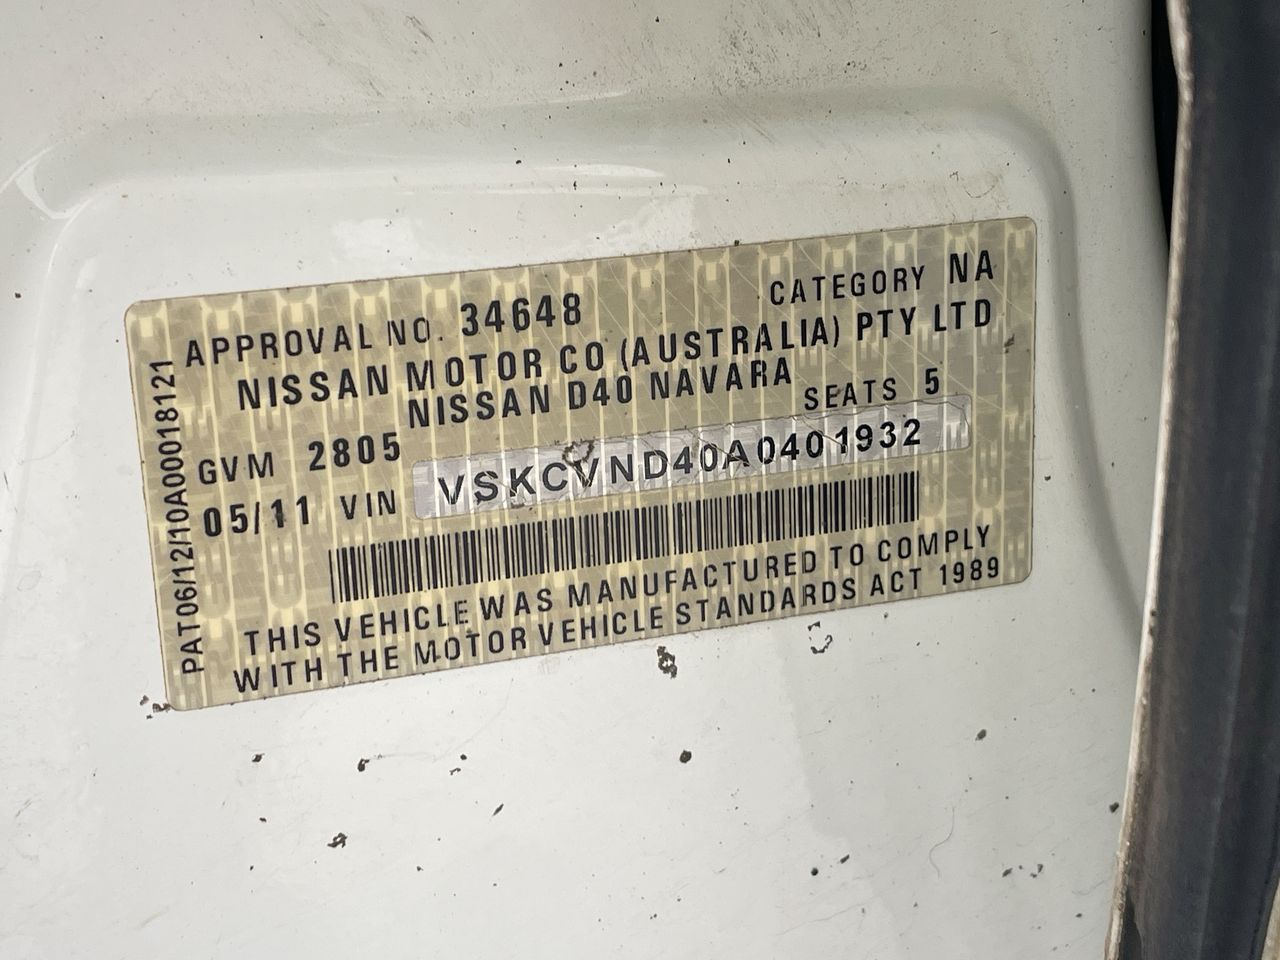 APPROVAL NO. 34648 CATEGORY NA
NISSAN MOTOR CO (AUSTRALIA) PTY LTD
NISSAN D40 NAVARA
GVM 2805 SEATS 5
05/11 VIN VSKCVND40A0401932
THIS VEHICLE WAS MANUFACTURED TO COMPLY
WITH THE MOTOR VEHICLE STANDARDS ACT 1989
PAT06/12/10A00018121